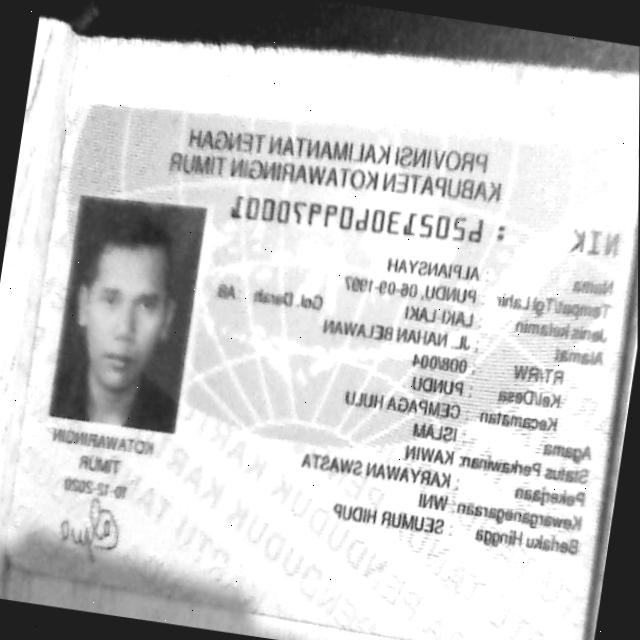 PROVINSI KALIMANTAN TENGAH
KABUPATEN KOTAWARINGIN TIMUR
NIK : 6202130609970001
Nama : ALPIANSYAH
Tempat/Tgl Lahir : PUNDU, 06-09-1997
Jenis kelamin : LAKI-LAKI Gol. Darah : AB
Alamat : JL. NAHAN BELAWAN
RT/RW : 008/004
Kel/Desa : PUNDU
Kecamatan : CEMPAGA HULU
Agama : ISLAM
Status Perkawinan: KAWIN
Pekerjaan : KARYAWAN SWASTA
Kewarganegaraan: WNI
Berlaku Hingga : SEUMUR HIDUP
KOTAWARINGIN
TIMUR
10-12-2020